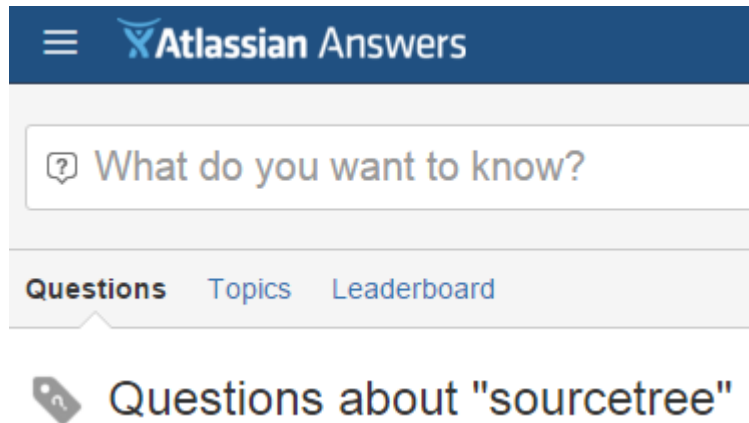 Atlassian Answers
What do you want to know?
Questions Topics Leaderboard
Questions about "sourcetree"